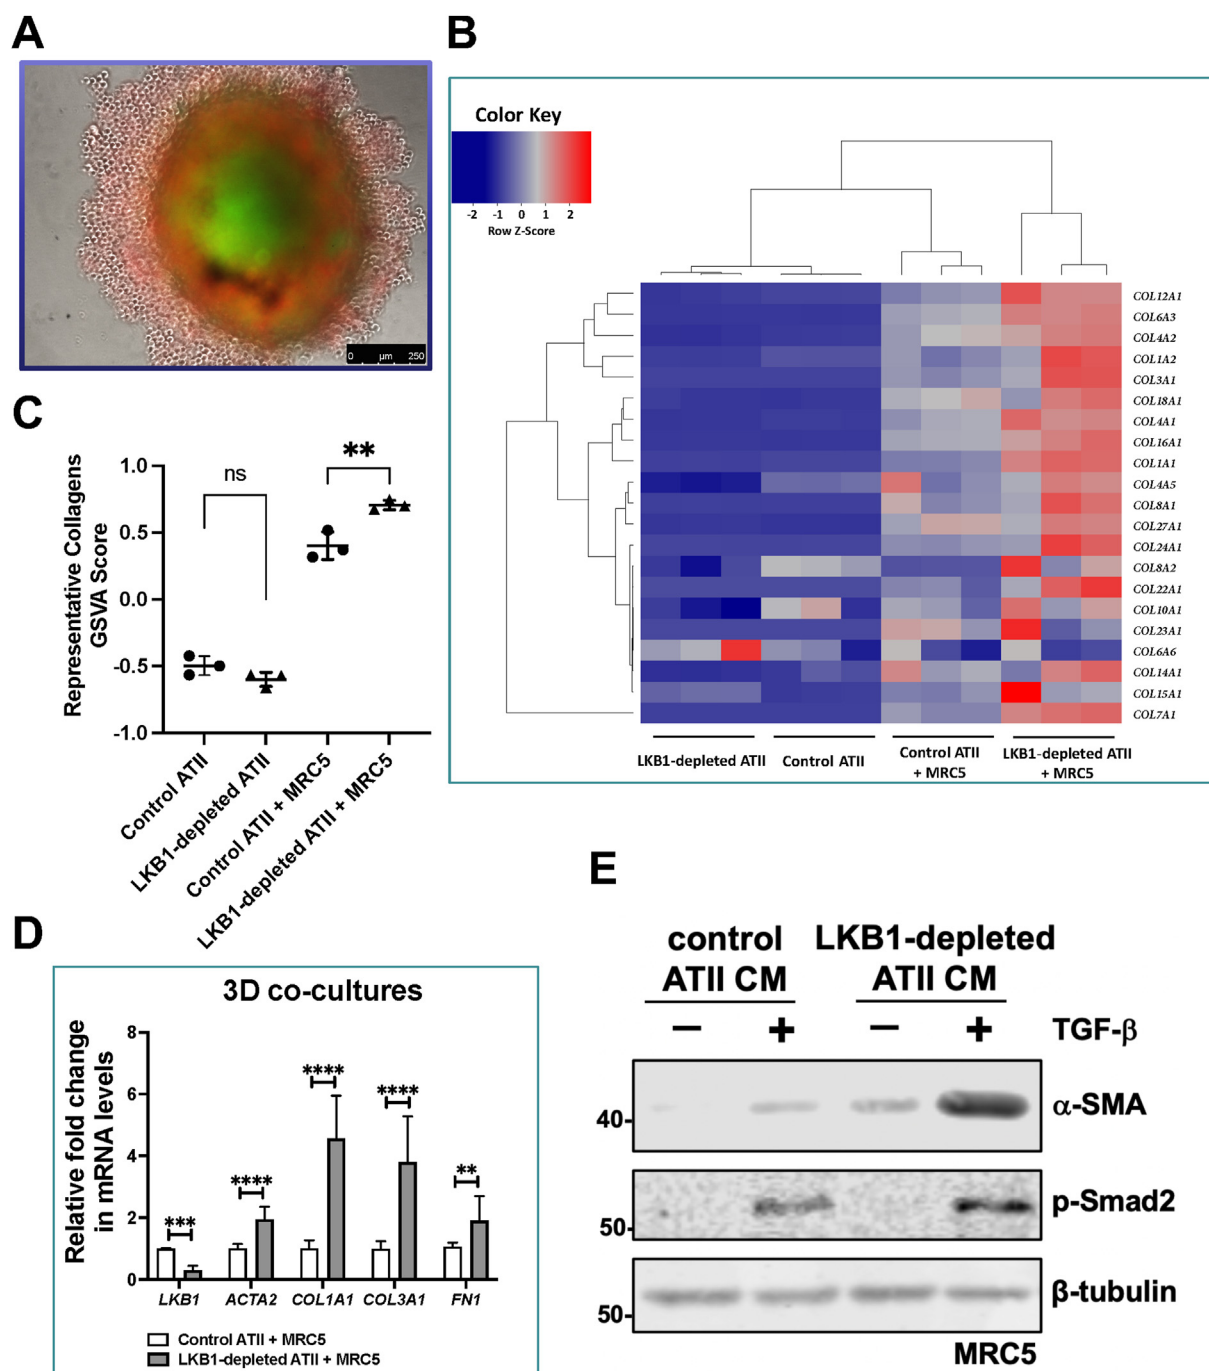 A
0 µm 250
B
Color Key
-2 -1 0 1 2
Row Z-Score
COL12A1
COL6A3
COL4A2
COL1A2
COL3A1
COL18A1
COL4A1
COL16A1
COL1A1
COL4A5
COL8A1
COL27A1
COL24A1
COL8A2
COL22A1
COL10A1
COL23A1
COL6A6
COL14A1
COL15A1
COL7A1
LKB1-depleted ATII
Control ATII
Control ATII
+ MRC5
LKB1-depleted ATII
+ MRC5
C
Representative Collagens
GSVA Score
1.0
0.5
0.0
-0.5
-1.0
ns
**
Control ATII
LKB1-depleted ATII
Control ATII + MRC5
LKB1-depleted ATII + MRC5
D
3D co-cultures
Relative fold change
in mRNA levels
8
6
4
2
0
***
****
****
****
**
LKB1 ACTA2 COL1A1 COL3A1 FN1
Control ATII + MRC5
LKB1-depleted ATII + MRC5
E
control
ATII CM
LKB1-depleted
ATII CM
− + − + TGF-β
40
α-SMA
50
p-Smad2
50
β-tubulin
MRC5